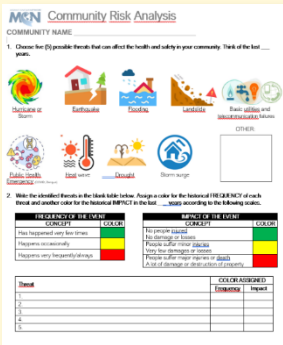 MCN Community Risk Analysis
COMMUNITY NAME
1. Choose five (5) possible threats that can affect the health and safety in your community. Think of the last ___
years.
Hurricane or
Storm
Earthquake
Flooding
Landslide
Basic utilities and
telecommunication failures
OTHER:
Public Health
Emergency
Heat wave
Drought
Storm surge
2. Write the identified threats in the blank table below. Assign a color for the historical FREQUENCY of each
threat and another color for the historical IMPACT in the last ___ years according to the following scales.
FREQUENCY OF THE EVENT
CONCEPT COLOR
Has happened very few times
Happens occasionally
Happens very frequently/always
IMPACT OF THE EVENT
CONCEPT COLOR
No people injured
No damage or losses
People suffer minor injuries
Very few damages or losses
People suffer major injuries or death
A lot of damage or destruction of property
Threat COLOR ASSIGNED
Frequency Impact
1.
2.
3.
4.
5.